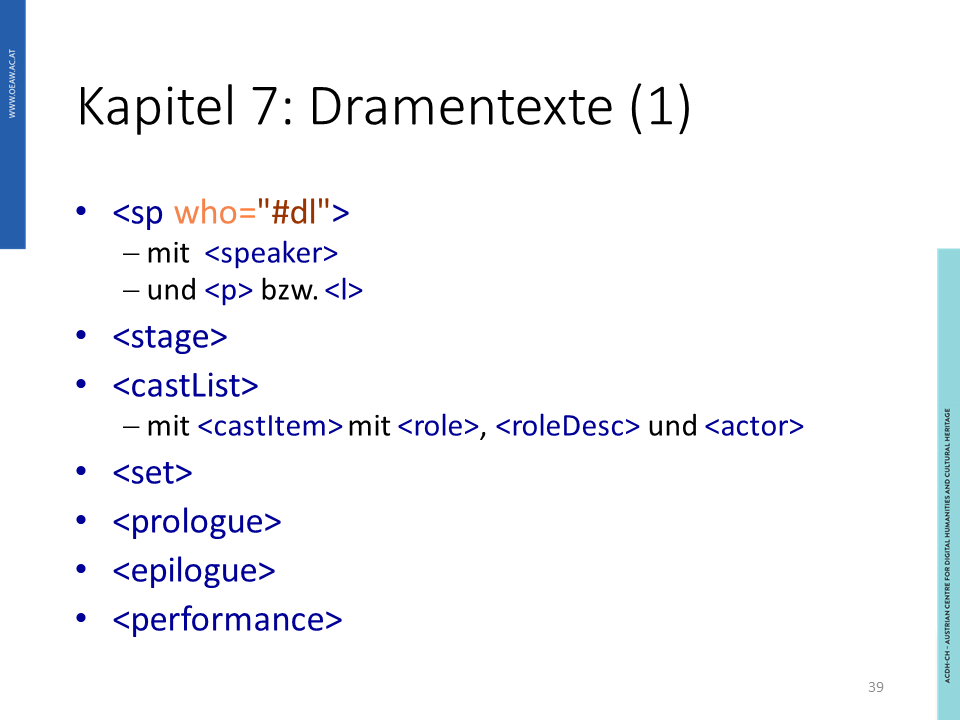 WWW.OEAW.AC.AT
Kapitel 7: Dramentexte (1)
• <sp who="#dl">
– mit <speaker>
– und <p> bzw. <l>
• <stage>
• <castList>
– mit <castItem> mit <role>, <roleDesc> und <actor>
• <set>
• <prologue>
• <epilogue>
• <performance>
ACDH-CH – AUSTRIAN CENTRE FOR DIGITAL HUMANITIES AND CULTURAL HERITAGE
39